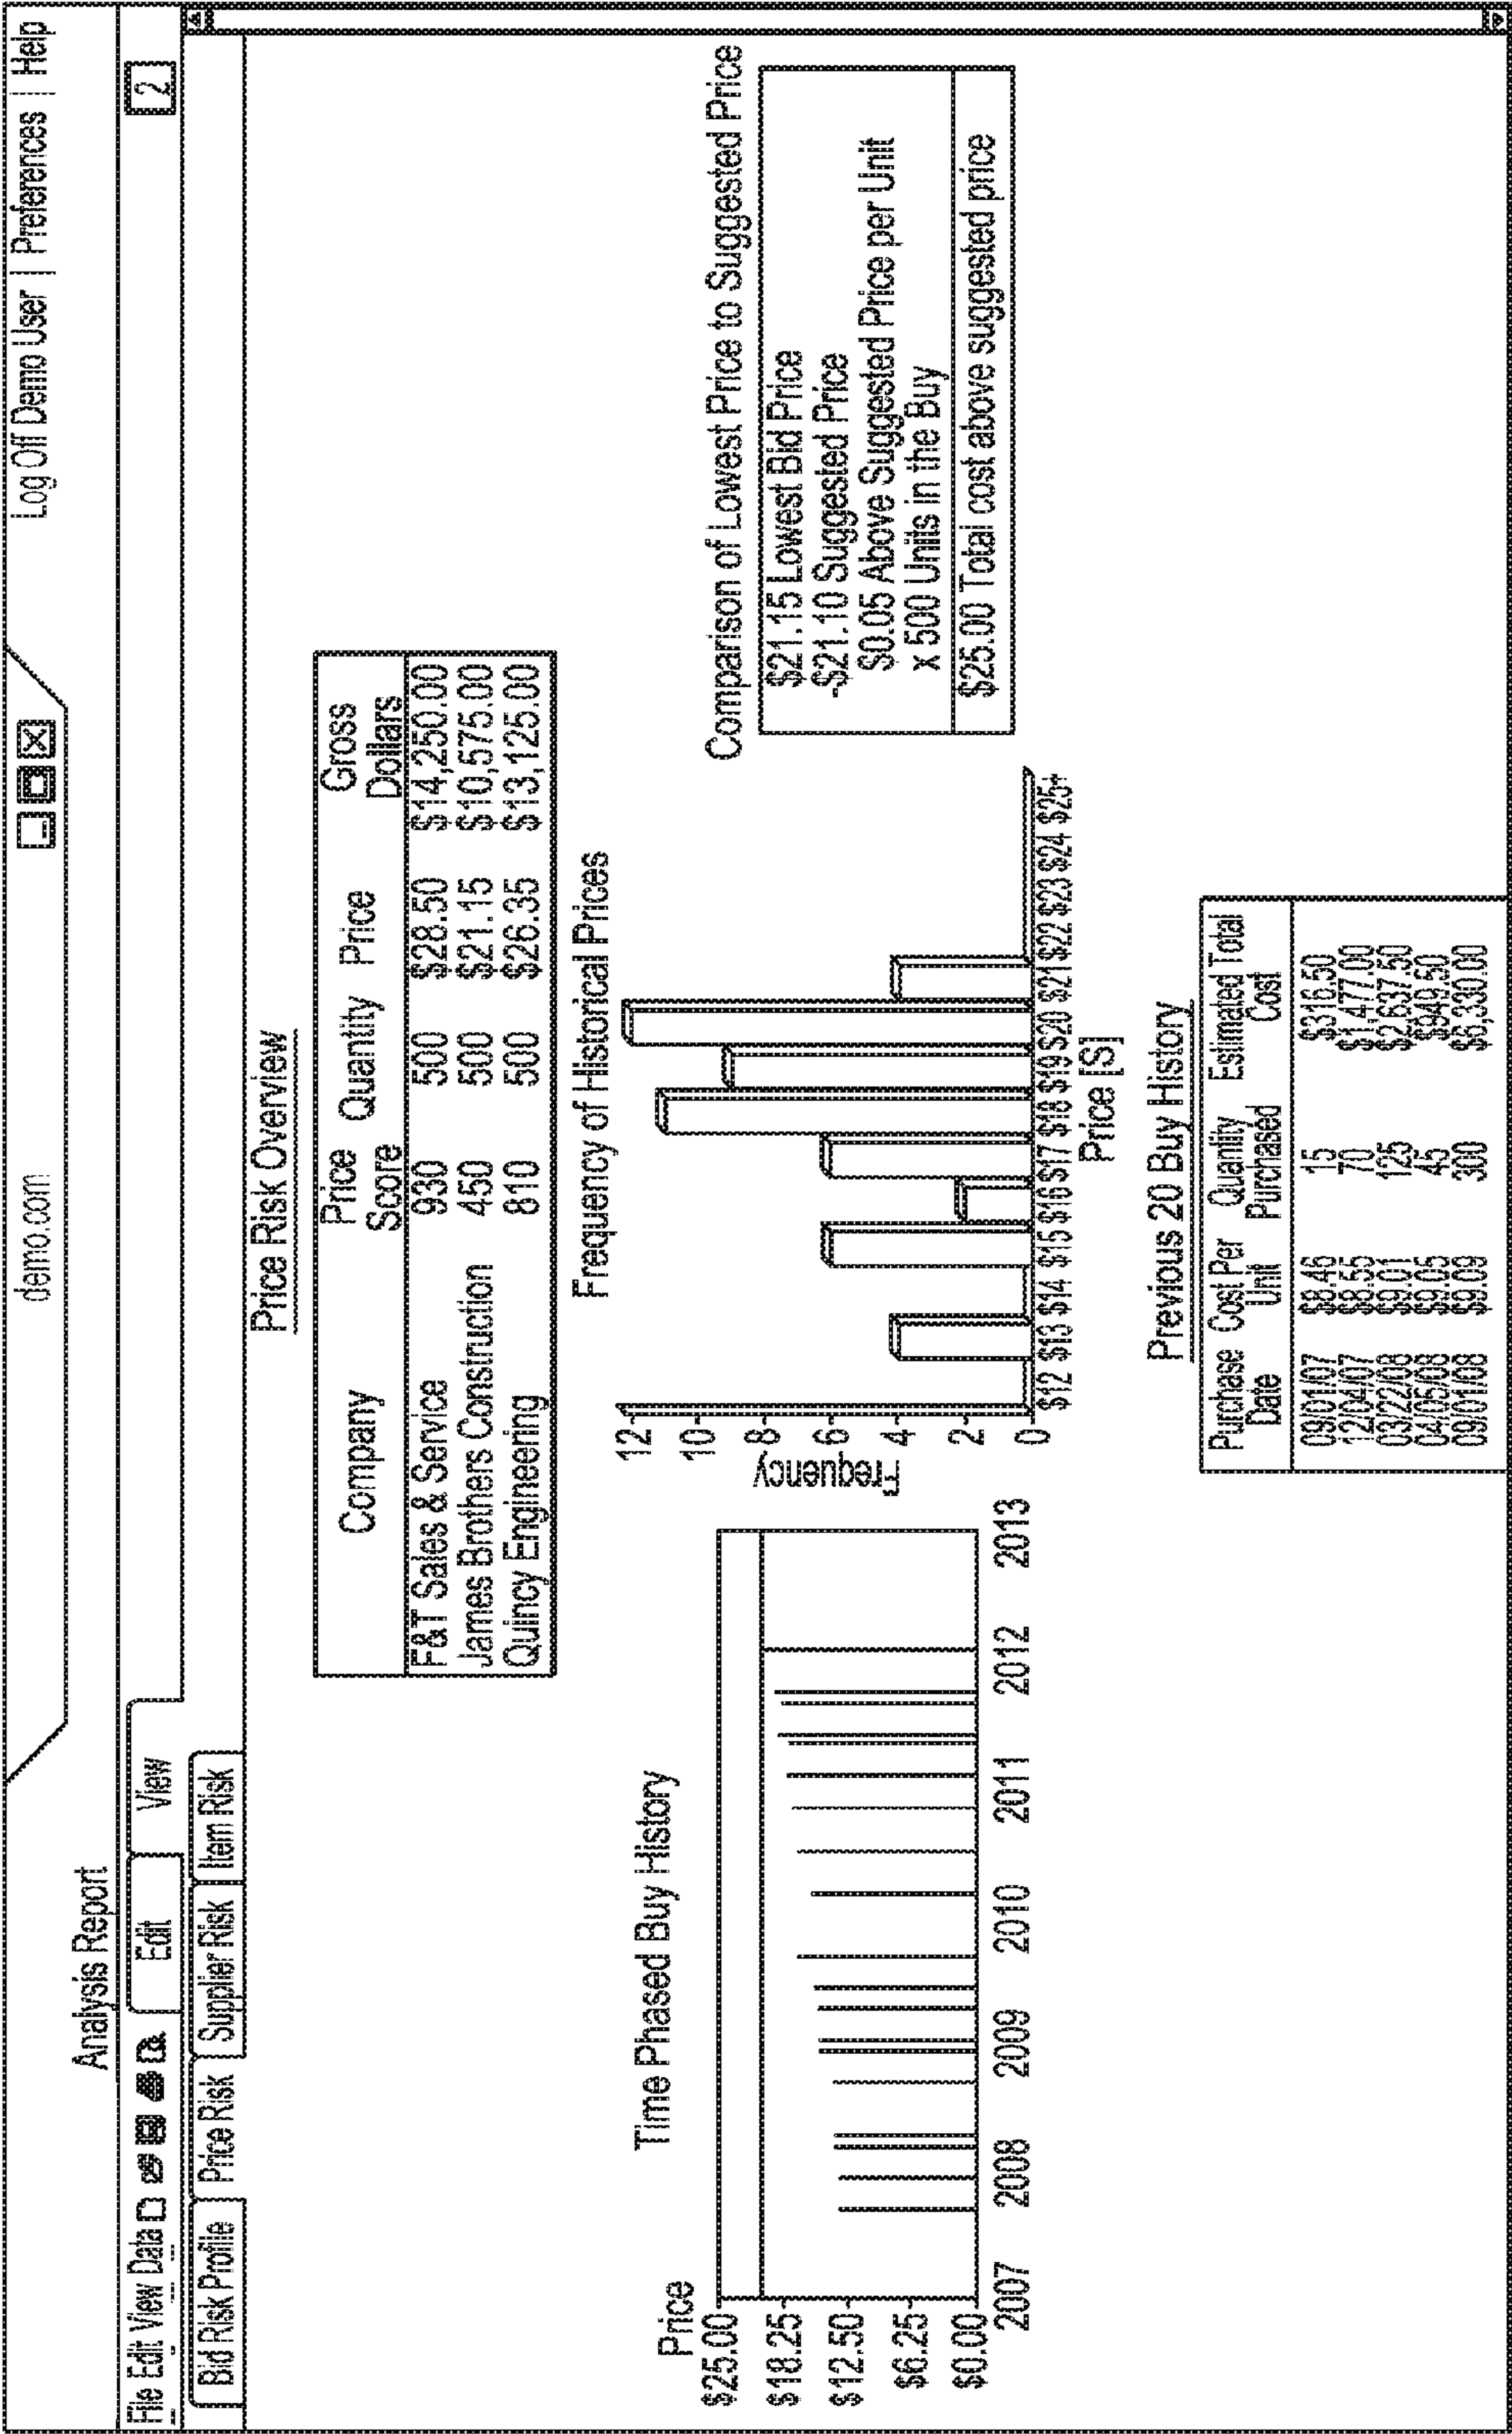 demo.com
Log Off Demo User | Preferences | Help
Analysis Report
File Edit View Data
Edit
View
2
Bid Risk Profile
Price Risk
Supplier Risk
Item Risk
Price Risk Overview
Company Price Score Quantity Price Gross Dollars
F&T Sales & Service 930 500 $28.50 $14,250.00
James Brothers Construction 450 500 $21.15 $10,575.00
Quincy Engineering 810 500 $26.35 $13,125.00
Time Phased Buy History
Price
$25.00
$18.25
$12.50
$6.25
$0.00
2007 2008 2009 2010 2011 2012 2013
Frequency of Historical Prices
Frequency
12
10
8
6
4
2
0
$12 $13 $14 $15 $16 $17 $18 $19 $20 $21 $22 $23 $24 $25+
Price [S]
Comparison of Lowest Price to Suggested Price
$21.15 Lowest Bid Price
-$21.10 Suggested Price
$0.05 Above Suggested Price per Unit
x 500 Units in the Buy
$25.00 Total cost above suggested price
Previous 20 Buy History
Purchase Date Cost Per Unit Quantity Purchased Estimated Total Cost
09/01/07 $8.46 15 $316.50
12/04/07 $8.55 70 $1,477.00
03/22/08 $9.01 125 $2,637.50
04/05/08 $9.05 45 $949.50
09/01/08 $9.09 300 $6,330.00